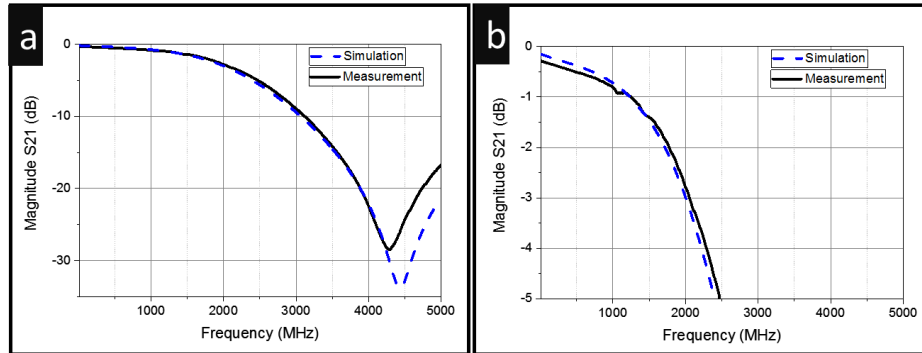 a
0
-10
-20
-30
Magnitude S21 (dB)
Simulation
Measurement
1000 2000 3000 4000 5000
Frequency (MHz)
b
0
-1
-2
-3
-4
-5
Magnitude S21 (dB)
Simulation
Measurement
1000 2000 3000 4000 5000
Frequency (MHz)